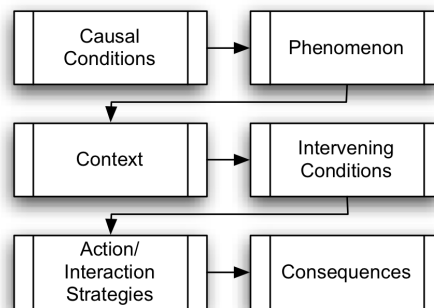 Causal
Conditions
Phenomenon
Context
Intervening
Conditions
Action/
Interaction
Strategies
Consequences